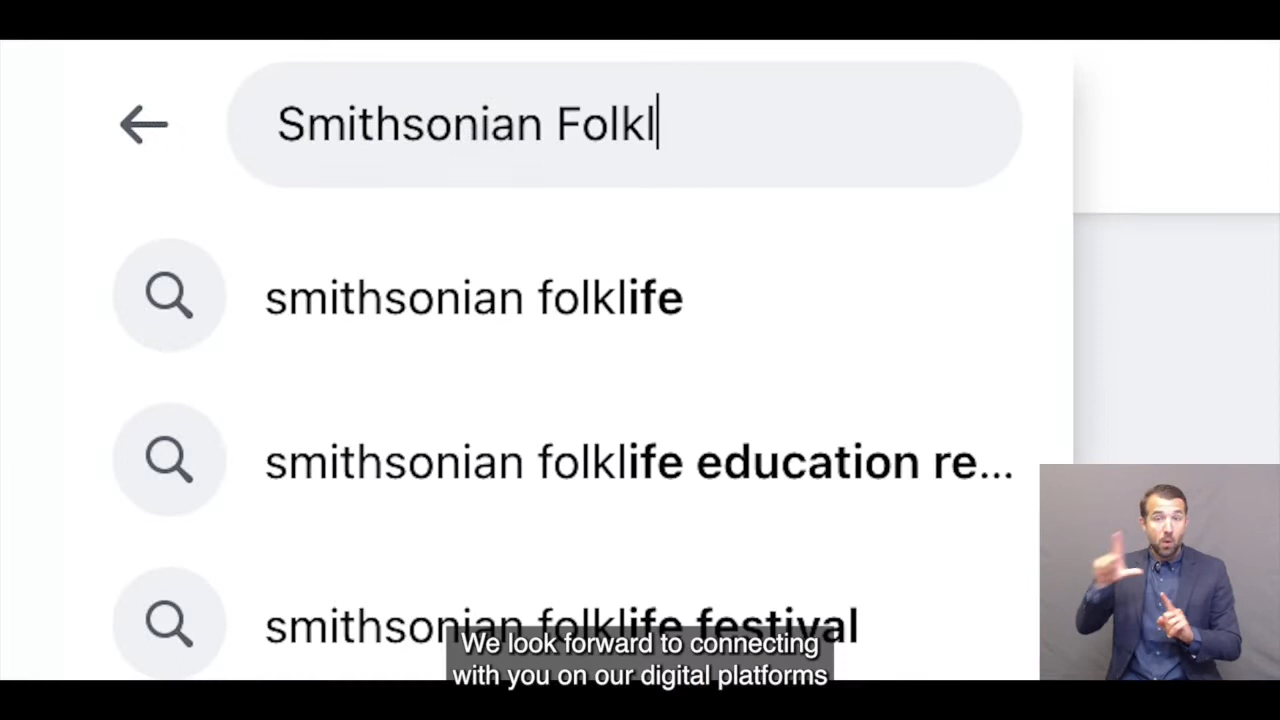 Smithsonian Folkl
smithsonian folklife
smithsonian folklife education re...
smithsonian folklife festival
We look forward to connecting
with you on our digital platforms